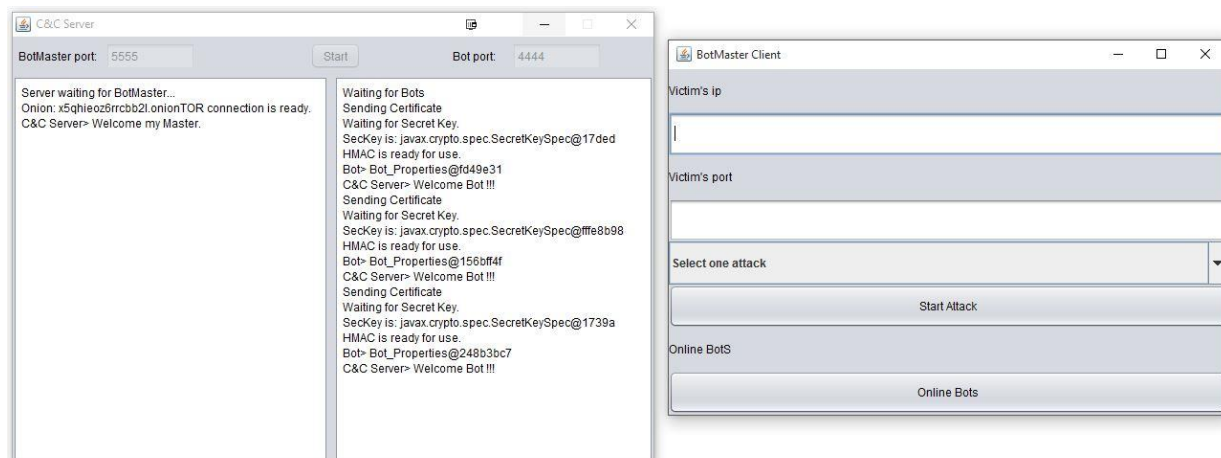 C&C Server
BotMaster port: 5555
Start
Bot port: 4444
Server waiting for BotMaster...
Onion: x5qhieoz6rrcbb2l.onionTOR connection is ready.
C&C Server> Welcome my Master.
Waiting for Bots
Sending Certificate
Waiting for Secret Key.
SecKey is: javax.crypto.spec.SecretKeySpec@17ded
HMAC is ready for use.
Bot> Bot_Properties@fd49e31
C&C Server> Welcome Bot !!!
Sending Certificate
Waiting for Secret Key.
SecKey is: javax.crypto.spec.SecretKeySpec@fffe8b98
HMAC is ready for use.
Bot> Bot_Properties@156bff4f
C&C Server> Welcome Bot !!!
Sending Certificate
Waiting for Secret Key.
SecKey is: javax.crypto.spec.SecretKeySpec@1739a
HMAC is ready for use.
Bot> Bot_Properties@248b3bc7
C&C Server> Welcome Bot !!!
BotMaster Client
Victim's ip
Victim's port
Select one attack
Start Attack
Online BotS
Online Bots